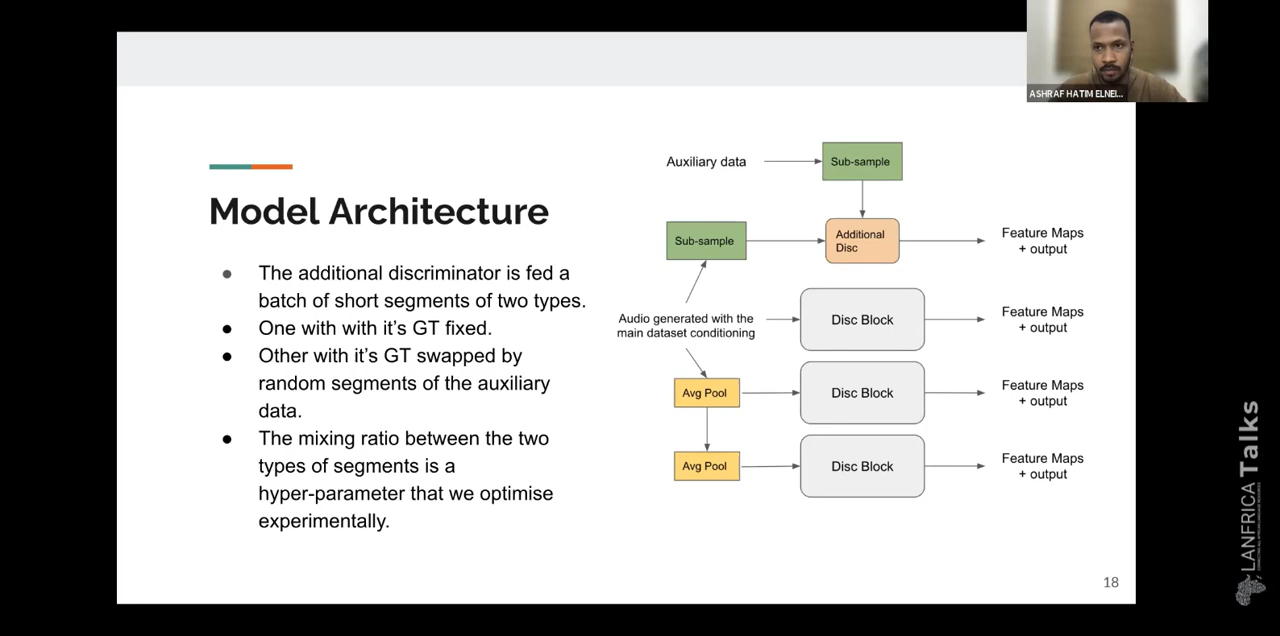 ASHRAF HATIM ELNEI...
Model Architecture
● The additional discriminator is fed a
batch of short segments of two types.
● One with with it's GT fixed.
● Other with it's GT swapped by
random segments of the auxiliary
data.
● The mixing ratio between the two
types of segments is a
hyper-parameter that we optimise
experimentally.
Auxiliary data
Sub-sample
Sub-sample
Additional
Disc
Feature Maps
+ output
Audio generated with the
main dataset conditioning
Disc Block
Feature Maps
+ output
Avg Pool
Disc Block
Feature Maps
+ output
Avg Pool
Disc Block
Feature Maps
+ output
18
LANFRICA Talks